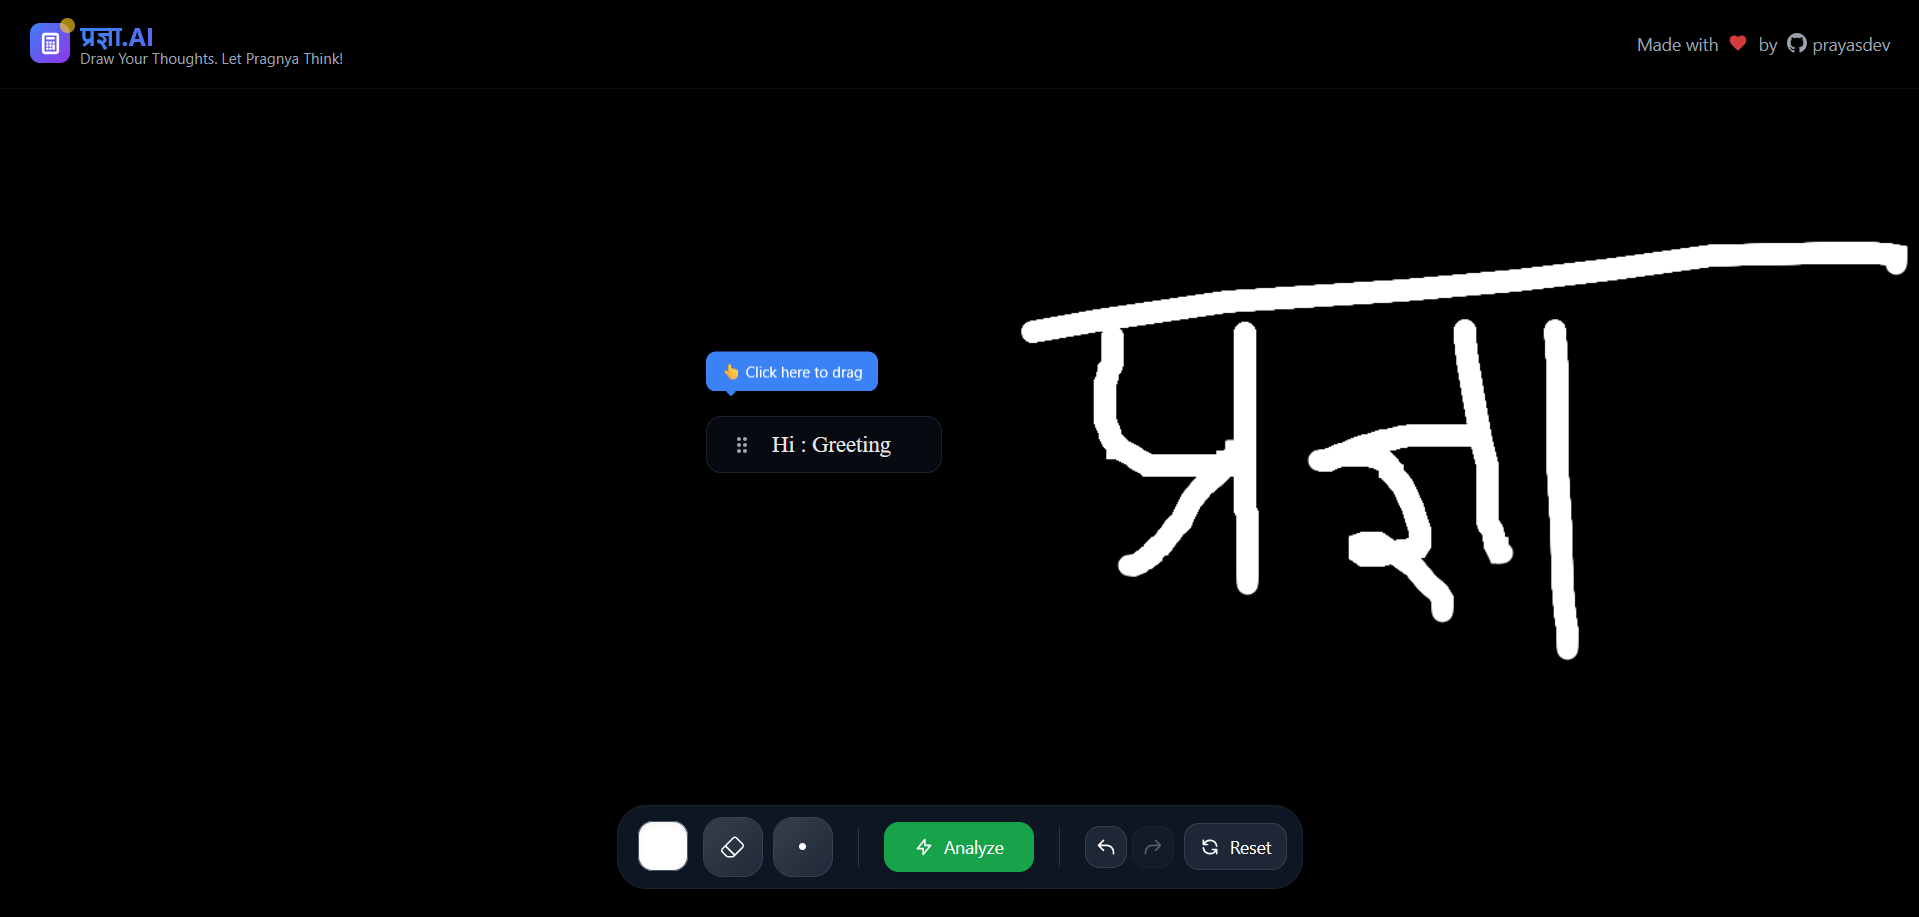 प्रज्ञा.AI
Draw Your Thoughts. Let Pragnya Think!
Made with ❤ by prayasdev
प्रज्ञा
👆 Click here to drag
Hi : Greeting
Analyze
Reset